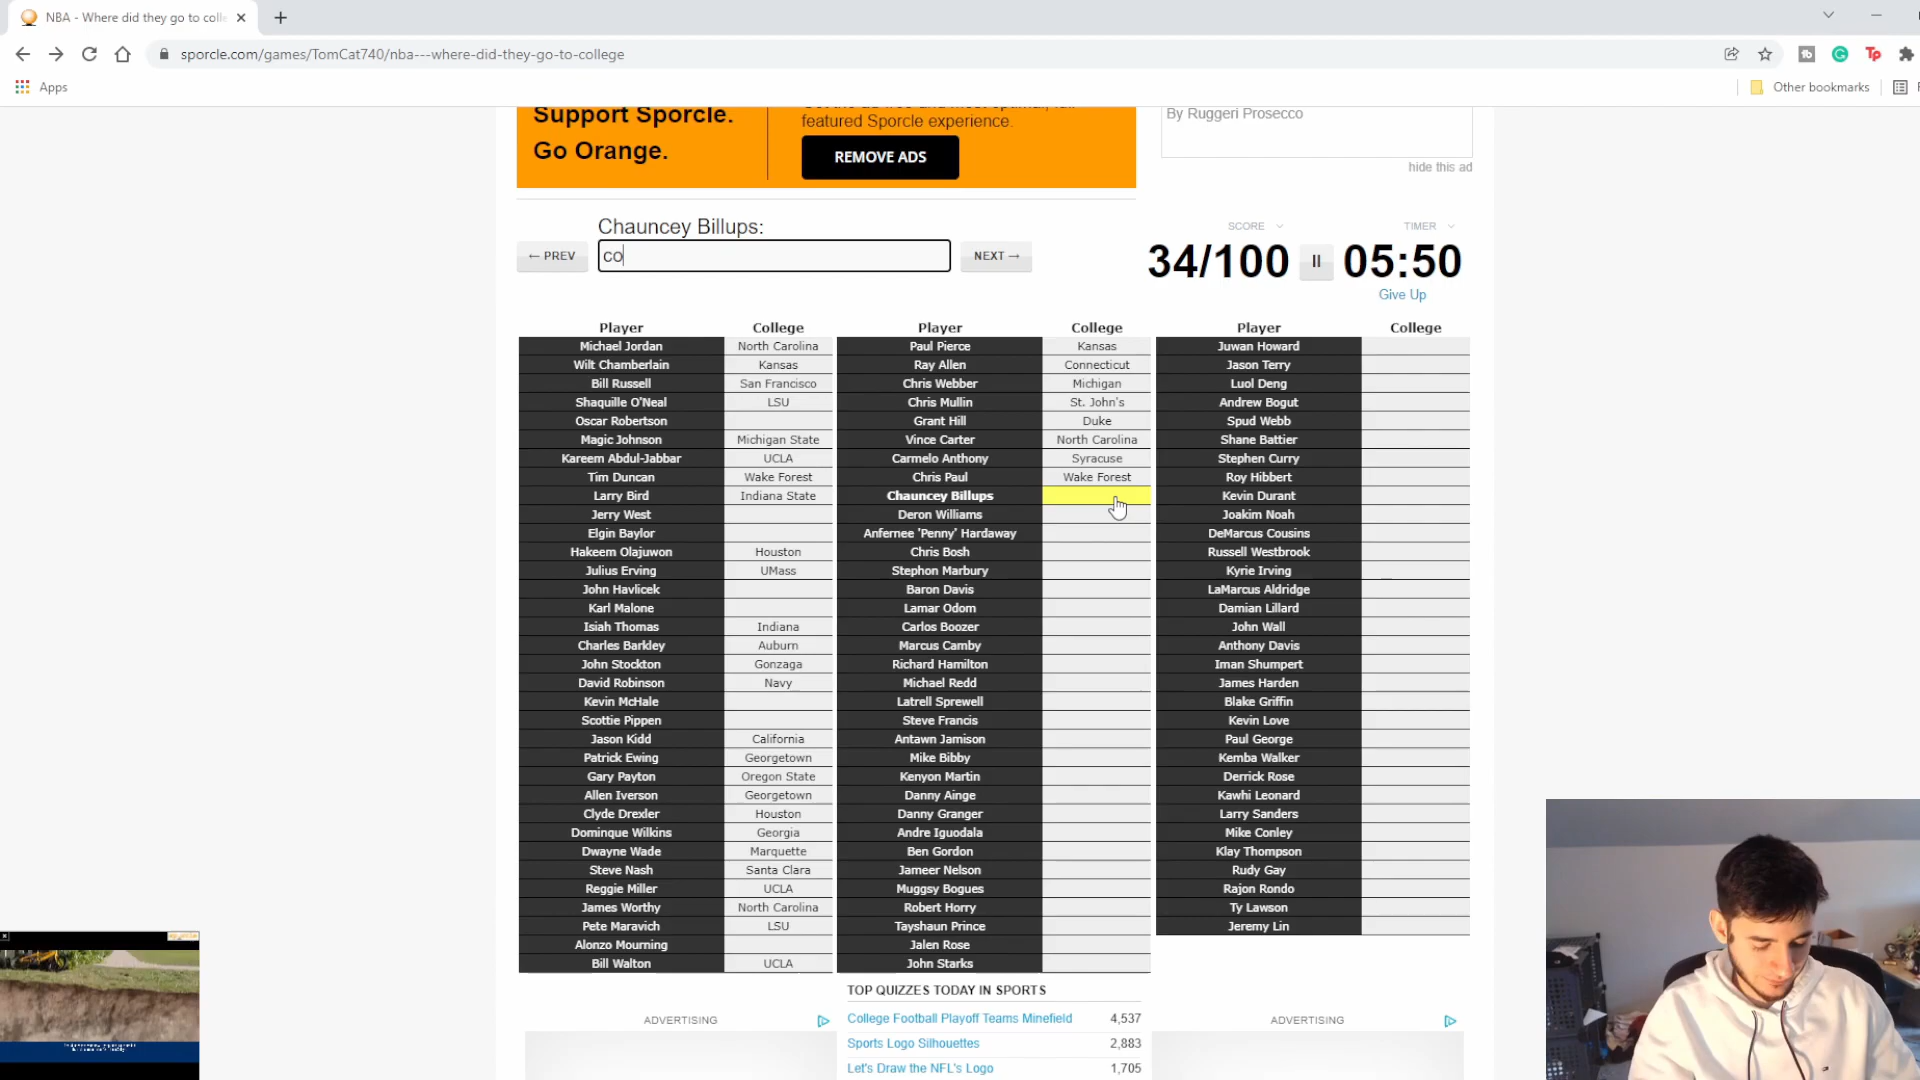 NBA - Where did they go to colle
sporcle.com/games/TomCat740/nba---where-did-they-go-to-college
Apps
Other bookmarks
Support Sporcle.
Go Orange.
featured Sporcle experience.
REMOVE ADS
By Ruggeri Prosecco
hide this ad
Chauncey Billups:
← PREV
CO
NEXT →
SCORE
34/100
TIMER
05:50
Give Up
Player College Player College Player College
Michael Jordan North Carolina Paul Pierce Kansas Juwan Howard
Wilt Chamberlain Kansas Ray Allen Connecticut Jason Terry
Bill Russell San Francisco Chris Webber Michigan Luol Deng
Shaquille O'Neal LSU Chris Mullin St. John's Andrew Bogut
Oscar Robertson Grant Hill Duke Spud Webb
Magic Johnson Michigan State Vince Carter North Carolina Shane Battier
Kareem Abdul-Jabbar UCLA Carmelo Anthony Syracuse Stephen Curry
Tim Duncan Wake Forest Chris Paul Wake Forest Roy Hibbert
Larry Bird Indiana State Chauncey Billups Kevin Durant
Jerry West Deron Williams Joakim Noah
Elgin Baylor Anfernee 'Penny' Hardaway DeMarcus Cousins
Hakeem Olajuwon Houston Chris Bosh Russell Westbrook
Julius Erving UMass Stephon Marbury Kyrie Irving
John Havlicek Baron Davis LaMarcus Aldridge
Karl Malone Lamar Odom Damian Lillard
Isiah Thomas Indiana Carlos Boozer John Wall
Charles Barkley Auburn Marcus Camby Anthony Davis
John Stockton Gonzaga Richard Hamilton Iman Shumpert
David Robinson Navy Michael Redd James Harden
Kevin McHale Latrell Sprewell Blake Griffin
Scottie Pippen Steve Francis Kevin Love
Jason Kidd California Antawn Jamison Paul George
Patrick Ewing Georgetown Mike Bibby Kemba Walker
Gary Payton Oregon State Kenyon Martin Derrick Rose
Allen Iverson Georgetown Danny Ainge Kawhi Leonard
Clyde Drexler Houston Danny Granger Larry Sanders
Dominque Wilkins Georgia Andre Iguodala Mike Conley
Dwayne Wade Marquette Ben Gordon Klay Thompson
Steve Nash Santa Clara Jameer Nelson Rudy Gay
Reggie Miller UCLA Muggsy Bogues Rajon Rondo
James Worthy North Carolina Robert Horry Ty Lawson
Pete Maravich LSU Tayshaun Prince Jeremy Lin
Alonzo Mourning Jalen Rose
Bill Walton UCLA John Starks
TOP QUIZZES TODAY IN SPORTS
ADVERTISING
College Football Playoff Teams Minefield 4,537
ADVERTISING
Sports Logo Silhouettes 2,883
Let's Draw the NFL's Logo 1,705